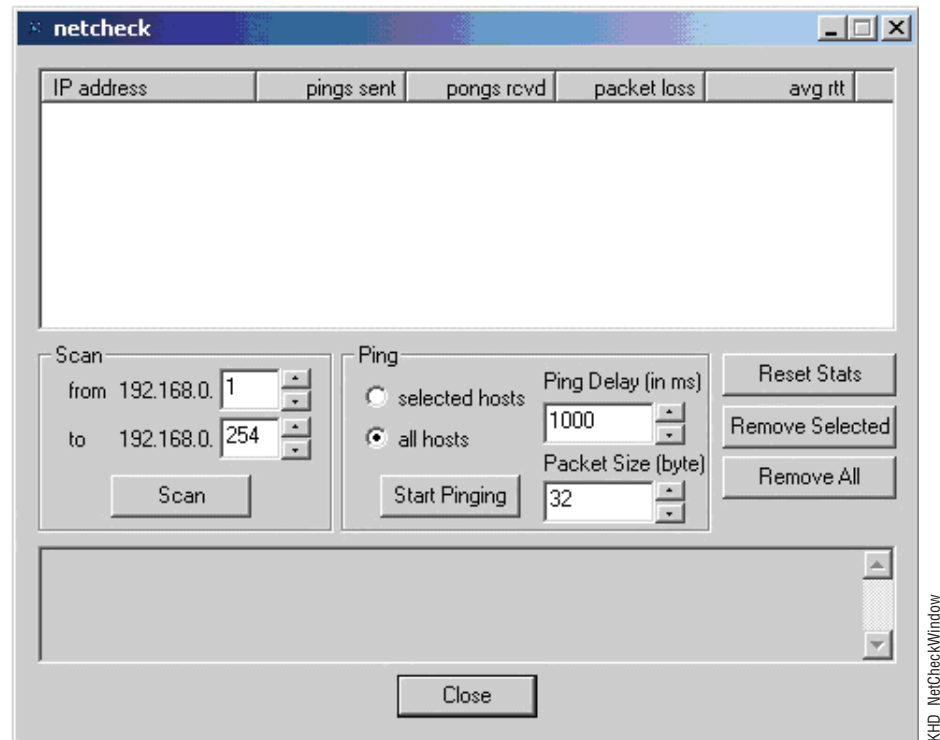 netcheck
IP address pings sent pongs rcvd packet loss avg rtt
Scan
from 192.168.0. 1
to 192.168.0. 254
Scan
Ping
selected hosts
all hosts
Start Pinging
Ping Delay (in ms)
1000
Packet Size (byte)
32
Reset Stats
Remove Selected
Remove All
Close
KHD NetCheckWindow